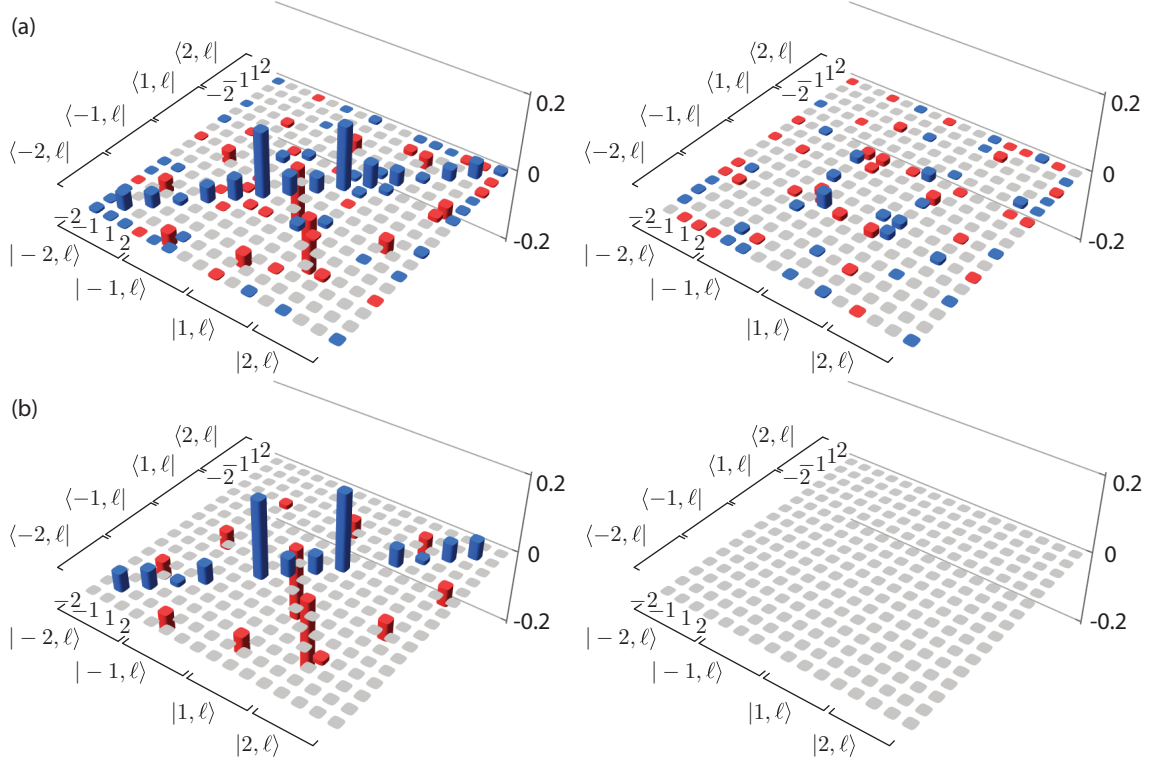 (a)
⟨2, ℓ|
⟨1, ℓ|
⟨−1, ℓ|
⟨−2, ℓ|
−2 −1 1 2
0.2
0
-0.2
−2 −1 1 2
| − 2, ℓ⟩
| − 1, ℓ⟩
|1, ℓ⟩
|2, ℓ⟩
⟨2, ℓ|
⟨1, ℓ|
⟨−1, ℓ|
⟨−2, ℓ|
−2 −1 1 2
0.2
0
-0.2
−2 −1 1 2
| − 2, ℓ⟩
| − 1, ℓ⟩
|1, ℓ⟩
|2, ℓ⟩
(b)
⟨2, ℓ|
⟨1, ℓ|
⟨−1, ℓ|
⟨−2, ℓ|
−2 −1 1 2
0.2
0
-0.2
−2 −1 1 2
| − 2, ℓ⟩
| − 1, ℓ⟩
|1, ℓ⟩
|2, ℓ⟩
⟨2, ℓ|
⟨1, ℓ|
⟨−1, ℓ|
⟨−2, ℓ|
−2 −1 1 2
0.2
0
-0.2
−2 −1 1 2
| − 2, ℓ⟩
| − 1, ℓ⟩
|1, ℓ⟩
|2, ℓ⟩